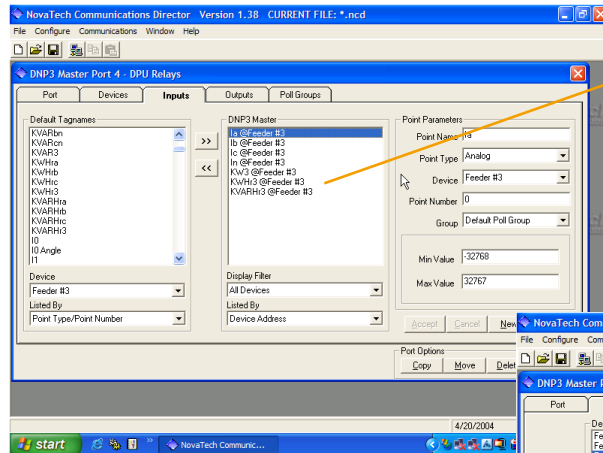 NovaTech Communications Director Version 1.38 CURRENT FILE: *.ncd
File Configure Communications Window Help
DNP3 Master Port 4 - DPU Relays
Port Devices Inputs Outputs Poll Groups
Default Tagnames
KVARbn
KVARcn
KVAR3
KWHra
KWHrb
KWHrc
KWHr3
KVARHra
KVARHrb
KVARHrc
KVARHr3
I0
I0 Angle
I1
Device
Feeder #3
Listed By
Point Type/Point Number
>>
<<
DNP3 Master
Ia @Feeder #3
Ib @Feeder #3
Ic @Feeder #3
In @Feeder #3
KW3 @Feeder #3
KWHr3 @Feeder #3
KVARHr3 @Feeder #3
Display Filter
All Devices
Listed By
Device Address
Point Parameters
Point Name Ia
Point Type Analog
Device Feeder #3
Point Number 0
Group Default Poll Group
Min Value -32768
Max Value 32767
Accept Cancel New
Port Options
Copy Move Delet
4/20/2004
start NovaTech Communic...
NovaTech Com
File Configure Com
DNP3 Master P
Port
De
Fe
Fe